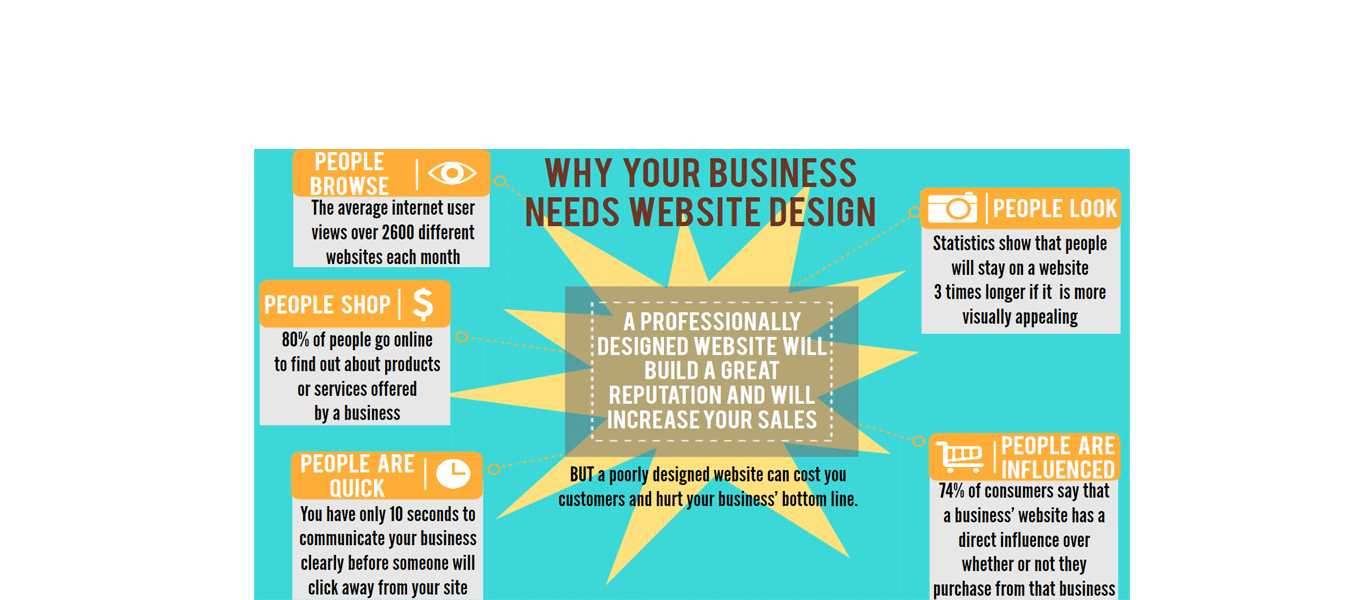 WHY YOUR BUSINESS
NEEDS WEBSITE DESIGN
PEOPLE
BROWSE
The average internet user
views over 2600 different
websites each month
PEOPLE SHOP
$
80% of people go online
to find out about products
or services offered
by a business
PEOPLE ARE
QUICK
You have only 10 seconds to
communicate your business
clearly before someone will
click away from your site
A PROFESSIONALLY
DESIGNED WEBSITE WILL
BUILD A GREAT
REPUTATION AND WILL
INCREASE YOUR SALES
BUT a poorly designed website can cost you
customers and hurt your business' bottom line.
PEOPLE LOOK
Statistics show that people
will stay on a website
3 times longer if it is more
visually appealing
PEOPLE ARE
INFLUENCED
74% of consumers say that
a business' website has a
direct influence over
whether or not they
purchase from that business